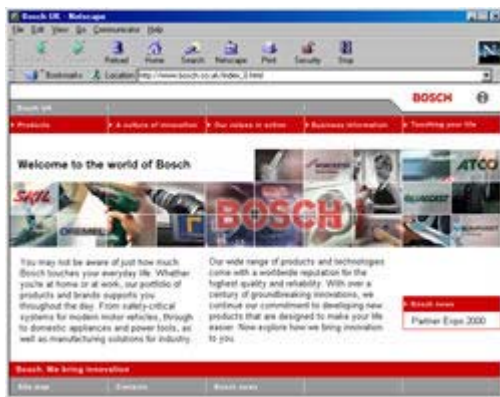 Bosch UK - Netscape
File Edit View Go Communicator Help
Reload Home Search Netscape Print Security Stop
Bookmarks Location http://www.bosch.co.uk/index_2.html
BOSCH
Bosch UK
Products A culture of innovation Our values in action Business information Touching your life
Welcome to the world of Bosch
WORCESTER ATCO
SKIL BOSCH QUALCAST
DREMEL BLAUPUNKT
You may not be aware of just how much
Bosch touches your everyday life. Whether
you're at home or at work, our portfolio of
products and brands supports you
throughout the day. From safety-critical
systems for modern motor vehicles, through
to domestic appliances and power tools, as
well as manufacturing solutions for industry.
Our wide range of products and technologies
come with a worldwide reputation for the
highest quality and reliability. With over a
century of groundbreaking innovations, we
continue our commitment to developing new
products that are designed to make your life
easier. Now explore how we bring innovation
to you.
Bosch news
Partner Expo 2000
Bosch. We bring innovation
Site map Contacts Bosch news